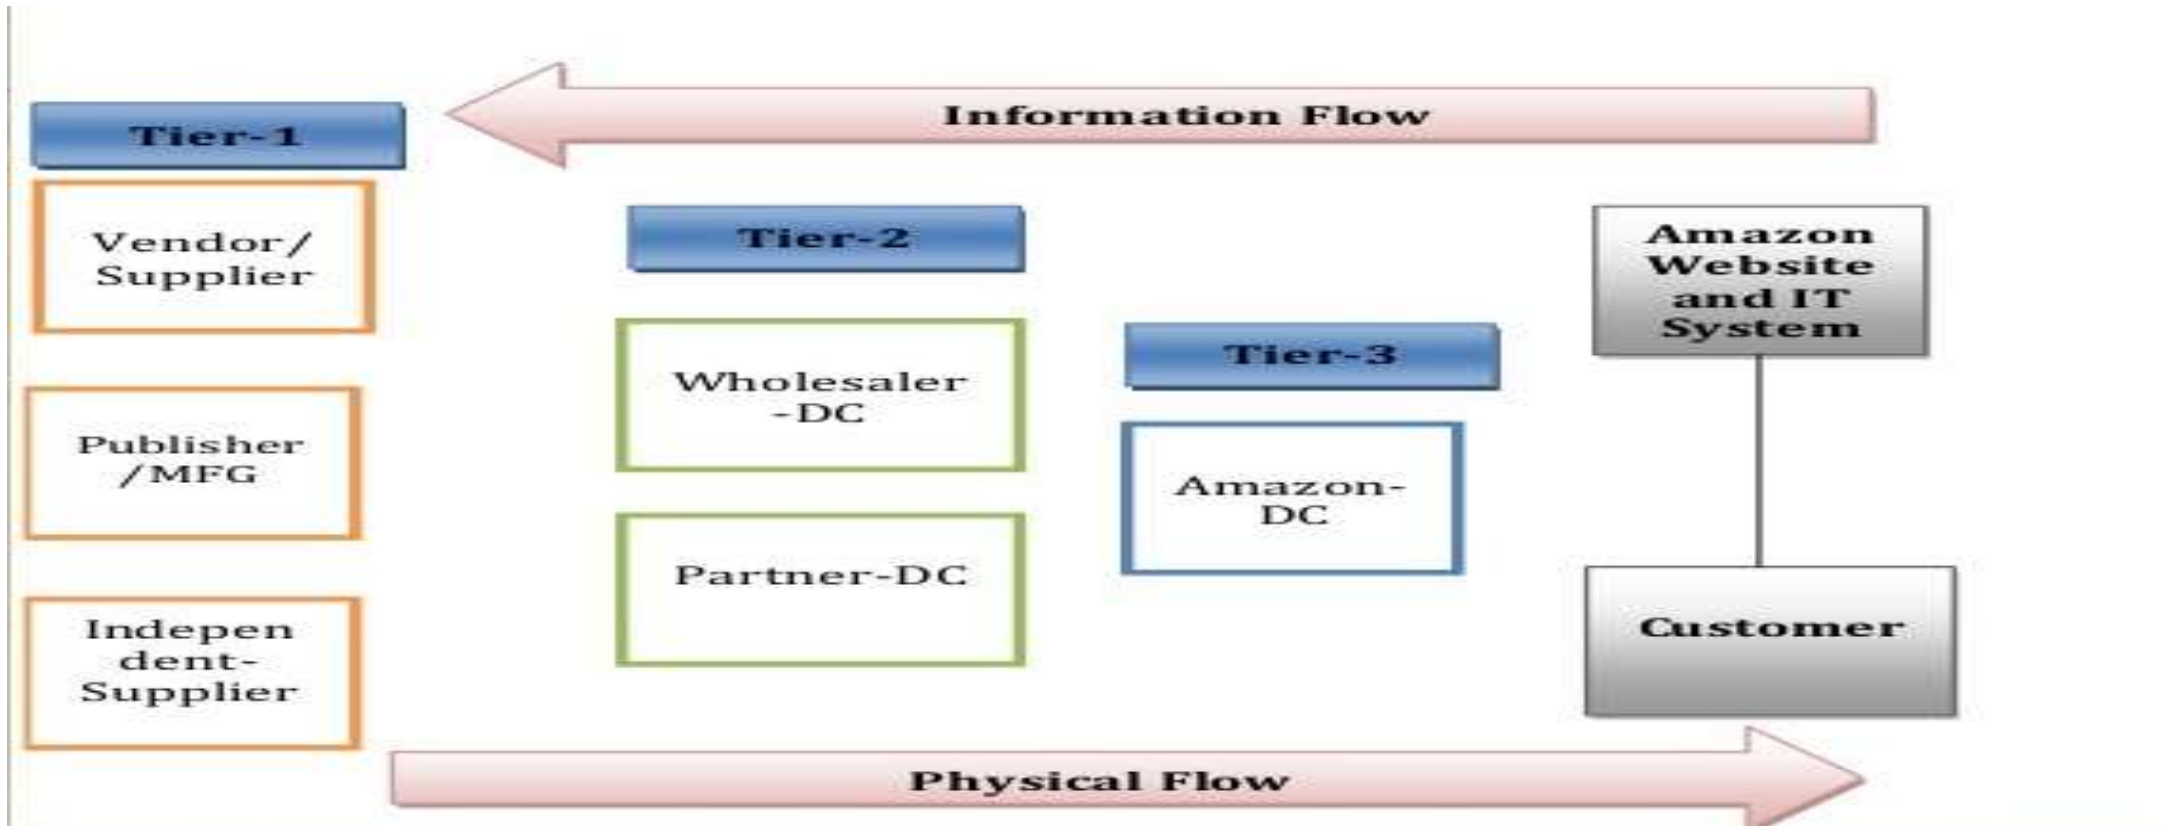 Information Flow
Tier-1
Vendor/
Supplier
Publisher
/MFG
Indepen
dent-
Supplier
Tier-2
Wholesaler
-DC
Partner-DC
Tier-3
Amazon-
DC
Amazon
Website
and IT
System
Customer
Physical Flow